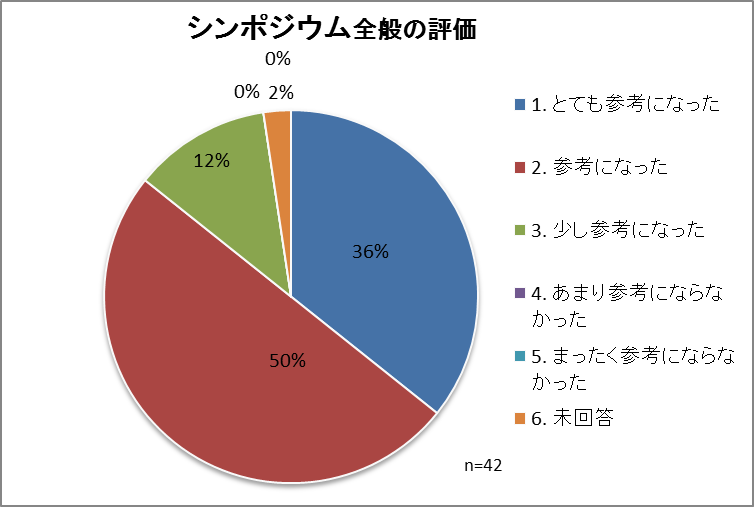 シンポジウム全般の評価
0%
0% 2%
12%
36%
50%
1. とても参考になった
2. 参考になった
3. 少し参考になった
4. あまり参考にならな
かった
5. まったく参考にならな
かった
6. 未回答
n=42